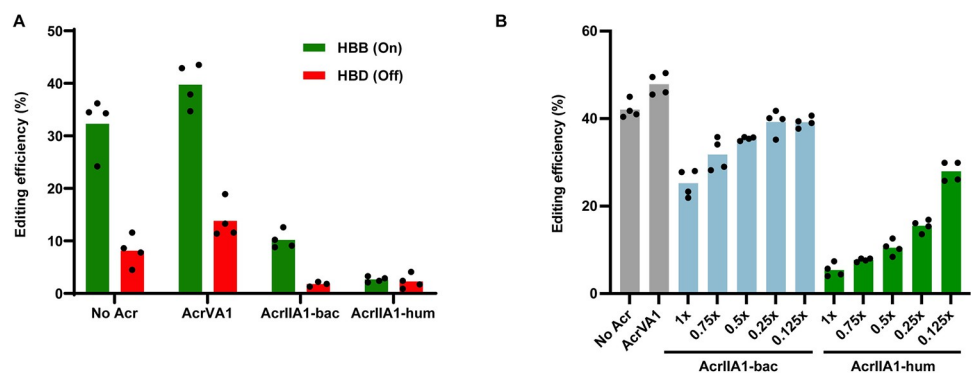 A
Editing efficiency (%)
50
40
30
20
10
0
HBB (On)
HBD (Off)
No Acr
AcrVA1
AcrIIA1-bac
AcrIIA1-hum
B
Editing efficiency (%)
60
40
20
0
No Acr
AcrVA1
1x
0.75x
0.5x
0.25x
0.125x
1x
0.75x
0.5x
0.25x
0.125x
AcrIIA1-bac
AcrIIA1-hum